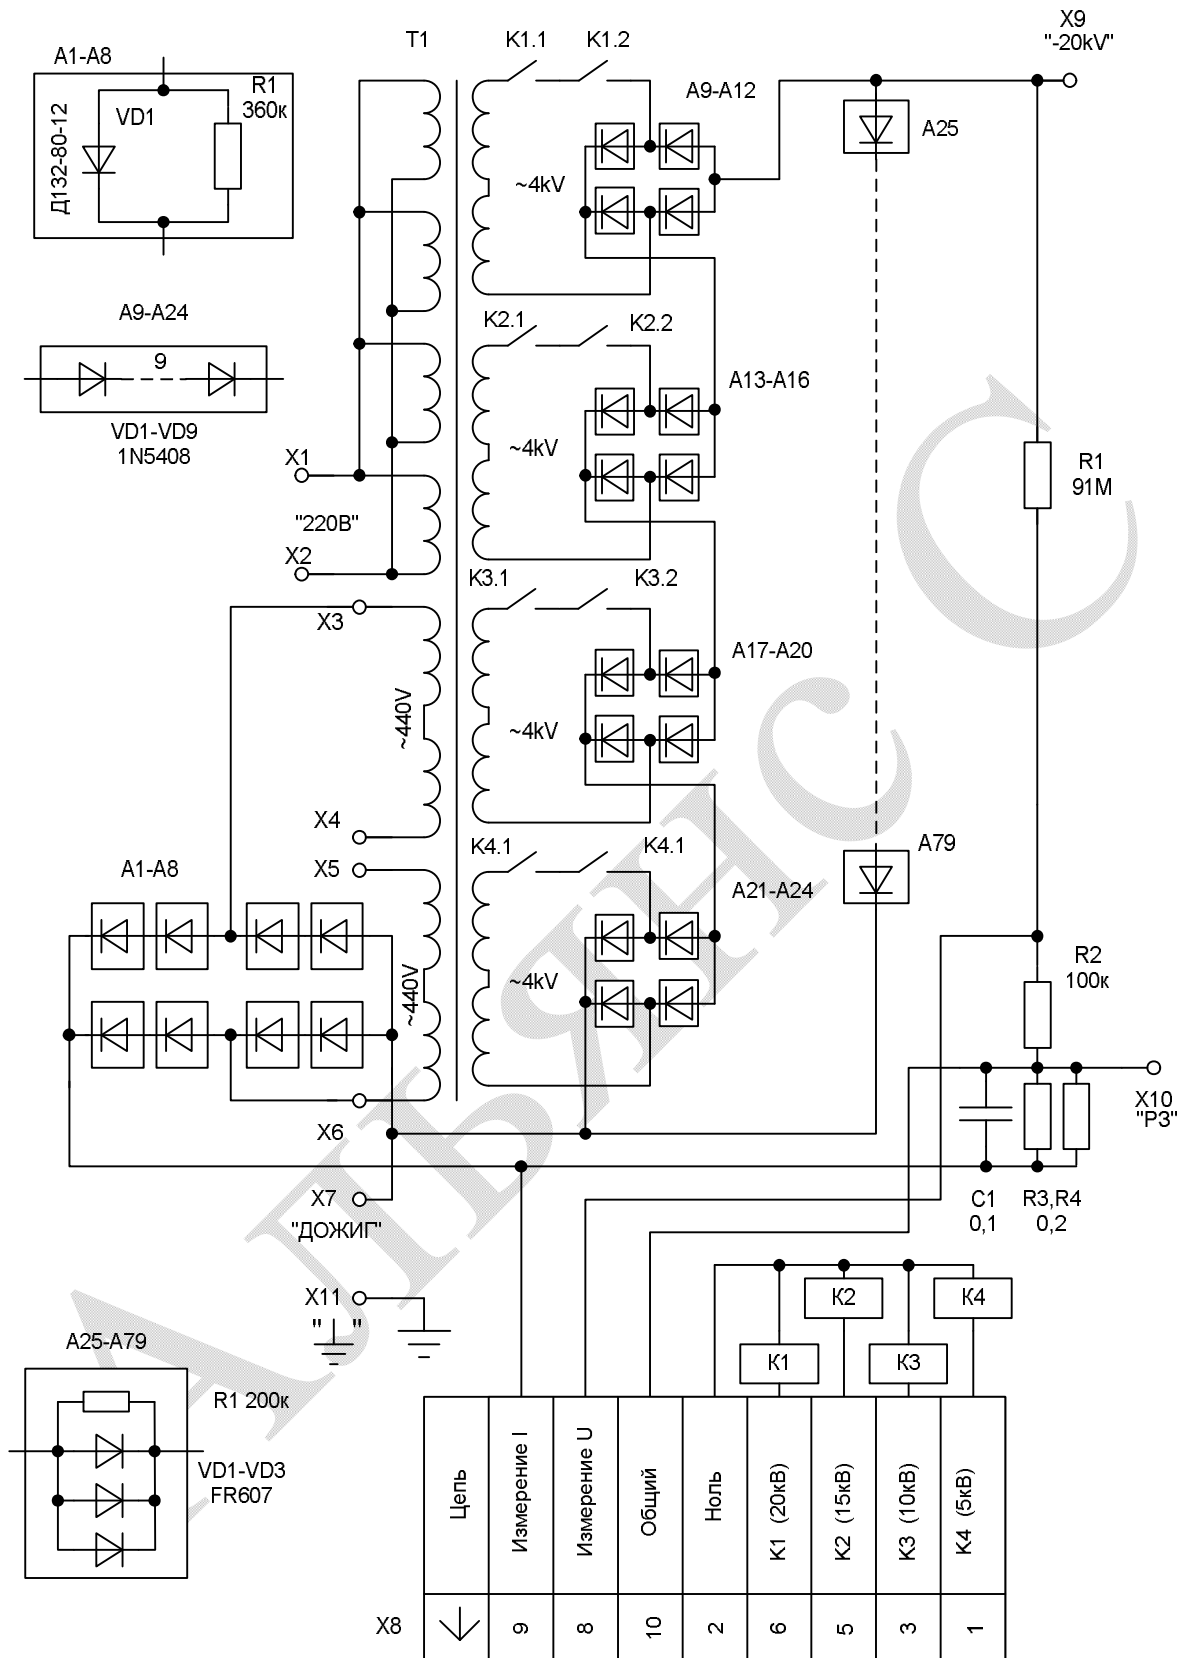 A1-A8
R1
360к
VD1
Д132-80-12
T1
K1.1
K1.2
X9
"-20kV"
A9-A12
A25
~4kV
A9-A24
9
VD1-VD9
1N5408
K2.1
K2.2
A13-A16
~4kV
X1
"220В"
X2
R1
91M
K3.1
K3.2
X3
A17-A20
~440V
~4kV
X4
K4.1
K4.1
A79
A1-A8
X5
A21-A24
~440V
~4kV
R2
100к
X6
X10
"РЗ"
X7
"ДОЖИГ"
C1
0,1
R3,R4
0,2
X11
" "
K2
K4
K1
K3
A25-A79
R1 200к
VD1-VD3
FR607
Цепь
Измерение I
Измерение U
Общий
Ноль
K1 (20кВ)
K2 (15кВ)
K3 (10кВ)
K4 (5кВ)
X8
9
8
10
2
6
5
3
1
АЛЬЯНС С